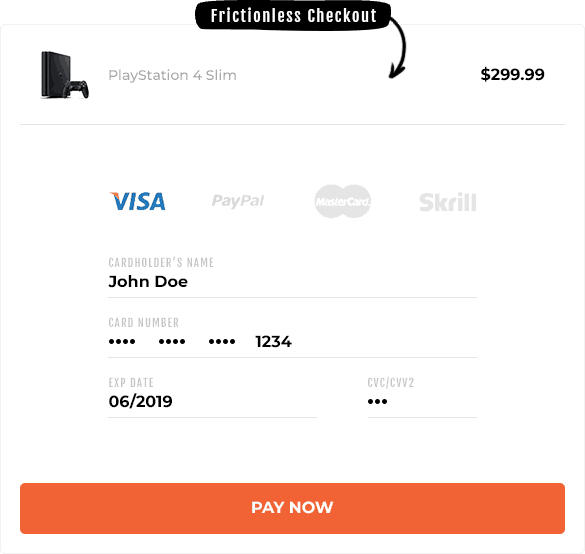 Frictionless Checkout
PlayStation 4 Slim $299.99
VISA PayPal MasterCard Skrill
CARDHOLDER'S NAME
John Doe
CARD NUMBER
•••• •••• •••• 1234
EXP DATE CVC/CVV2
06/2019 •••
PAY NOW